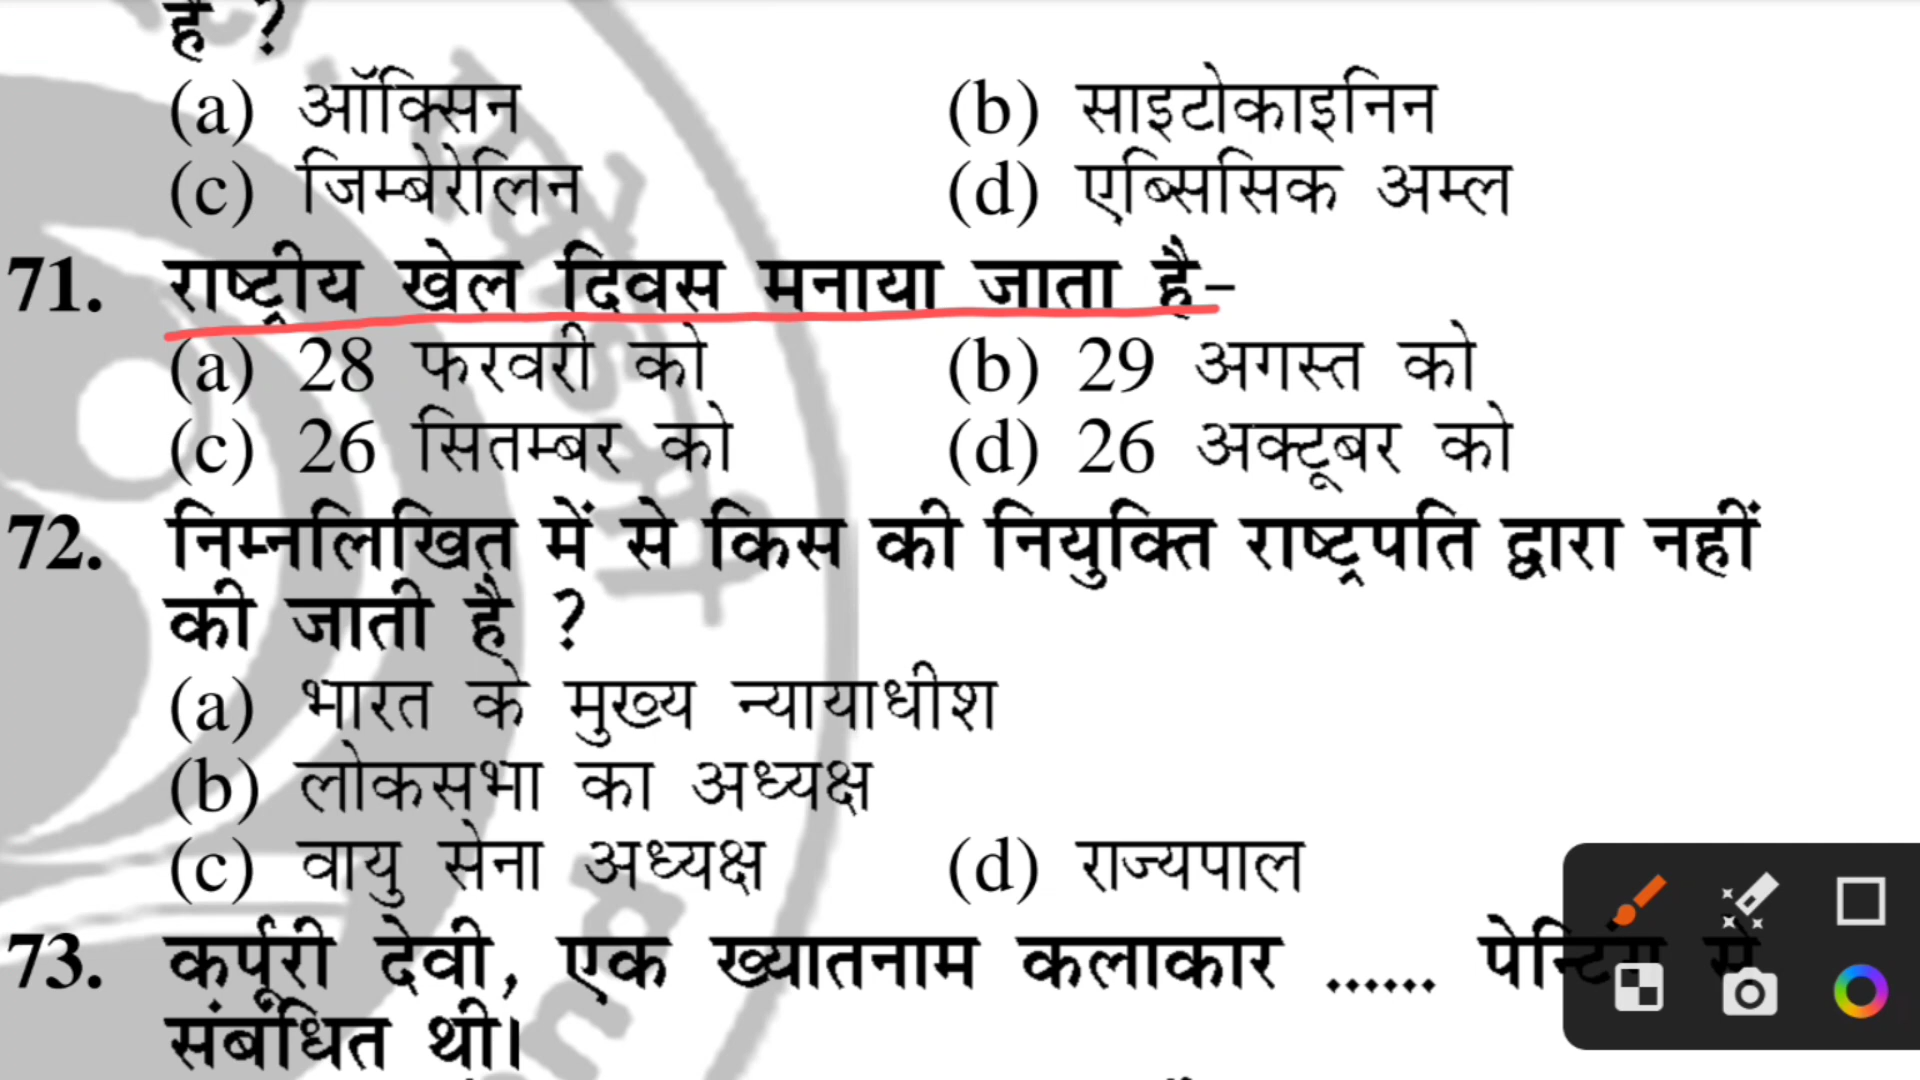 है ?
(a) ऑक्सिन (b) साइटोकाइनिन
(c) जिम्बेरेलिन (d) एब्सिसिक अम्ल
71. राष्ट्रीय खेल दिवस मनाया जाता है–
(a) 28 फरवरी को (b) 29 अगस्त को
(c) 26 सितम्बर को (d) 26 अक्टूबर को
72. निम्नलिखित में से किस की नियुक्ति राष्ट्रपति द्वारा नहीं
की जाती है ?
(a) भारत के मुख्य न्यायाधीश
(b) लोकसभा का अध्यक्ष
(c) वायु सेना अध्यक्ष (d) राज्यपाल
73. कर्पूरी देवी, एक ख्यातनाम कलाकार ...... पेन्टिंग से
संबंधित थी।